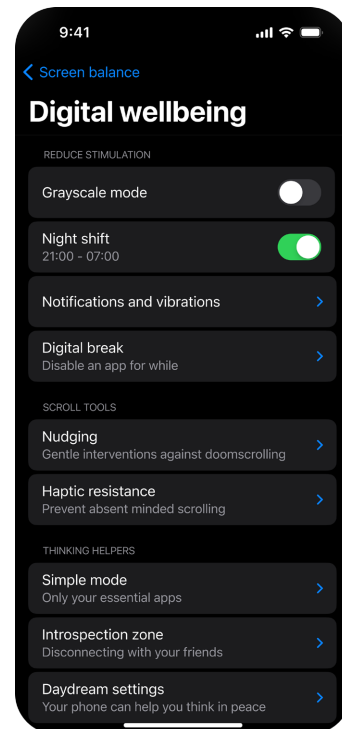 9:41
Screen balance
Digital wellbeing
REDUCE STIMULATION
Grayscale mode
Night shift
21:00 - 07:00
Notifications and vibrations
Digital break
Disable an app for while
SCROLL TOOLS
Nudging
Gentle interventions against doomscrolling
Haptic resistance
Prevent absent minded scrolling
THINKING HELPERS
Simple mode
Only your essential apps
Introspection zone
Disconnecting with your friends
Daydream settings
Your phone can help you think in peace